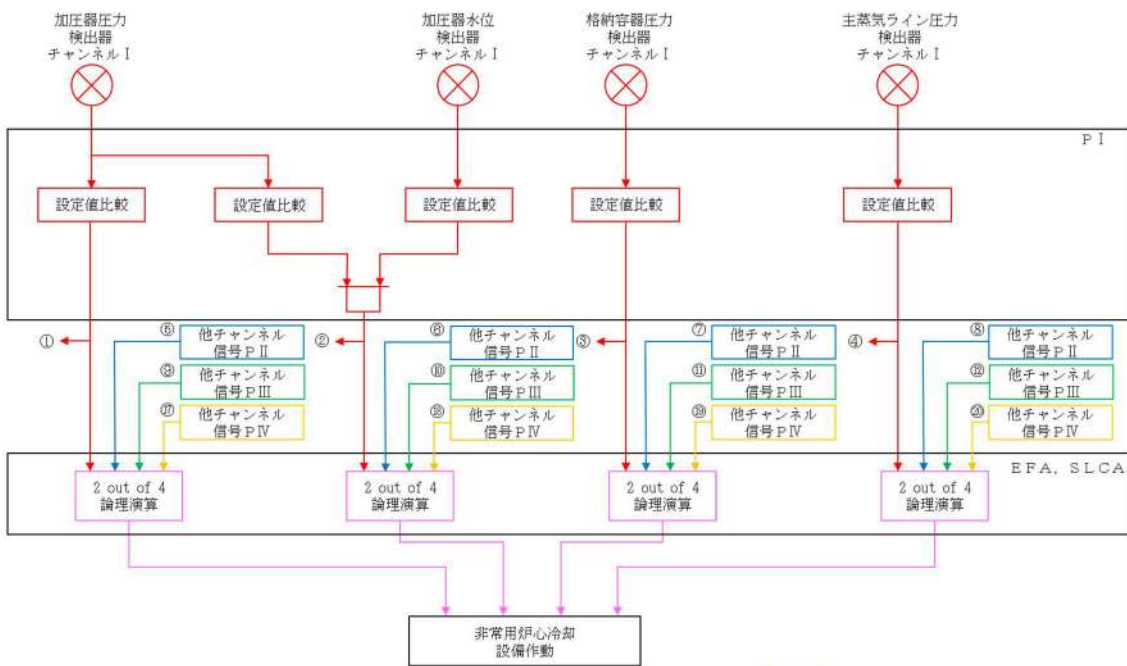 加圧器圧力
検出器
チャンネルⅠ
加圧器水位
検出器
チャンネルⅠ
格納容器圧力
検出器
チャンネルⅠ
主蒸気ライン圧力
検出器
チャンネルⅠ
PⅠ
設定値比較
設定値比較
設定値比較
設定値比較
設定値比較
①
⑤
他チャンネル
信号PⅡ
⑨
他チャンネル
信号PⅢ
⑰
他チャンネル
信号PⅣ
②
⑥
他チャンネル
信号PⅡ
⑩
他チャンネル
信号PⅢ
⑱
他チャンネル
信号PⅣ
③
⑦
他チャンネル
信号PⅡ
⑪
他チャンネル
信号PⅢ
⑲
他チャンネル
信号PⅣ
④
⑧
他チャンネル
信号PⅡ
⑫
他チャンネル
信号PⅢ
⑳
他チャンネル
信号PⅣ
EFA, SLCA
2 out of 4
論理演算
2 out of 4
論理演算
2 out of 4
論理演算
2 out of 4
論理演算
非常用炉心冷却
設備作動